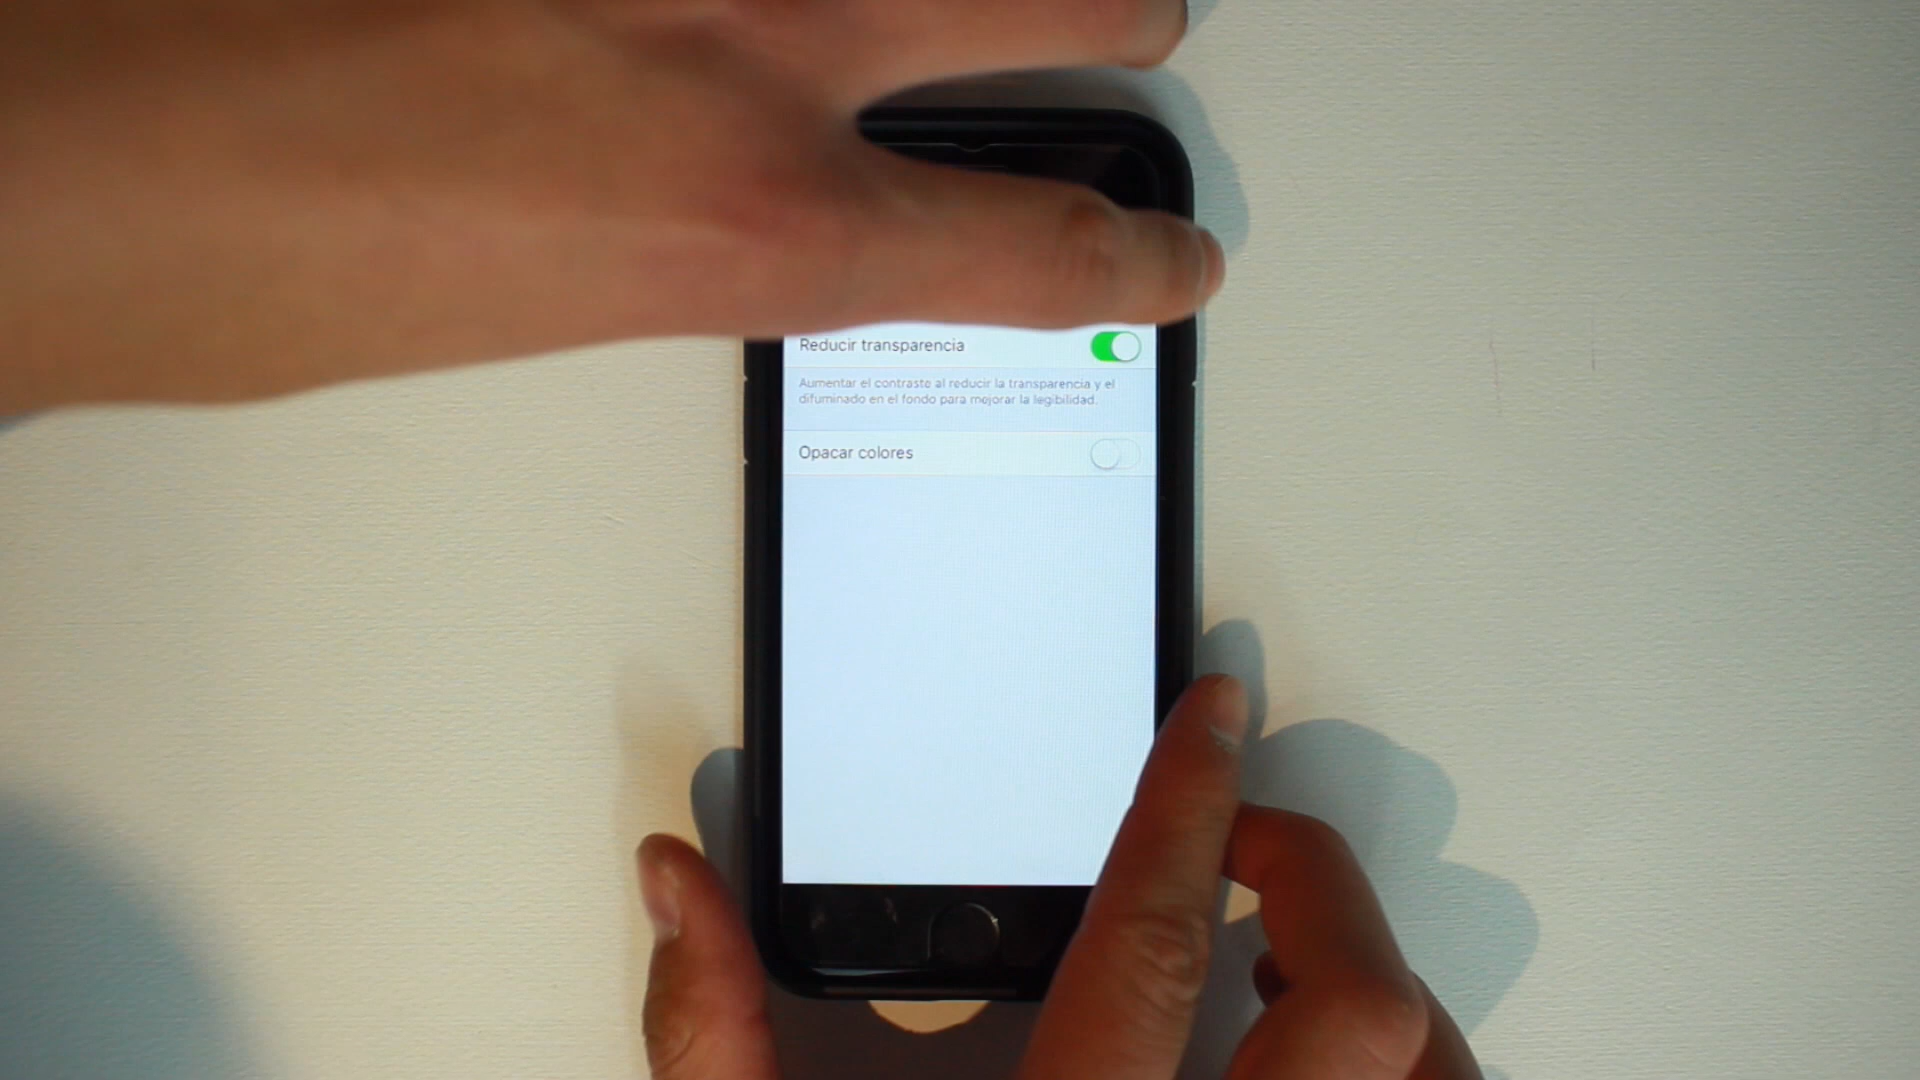 Reducir transparencia
Aumentar el contraste al reducir la transparencia y el
difuminado en el fondo para mejorar la legibilidad.
Opacar colores